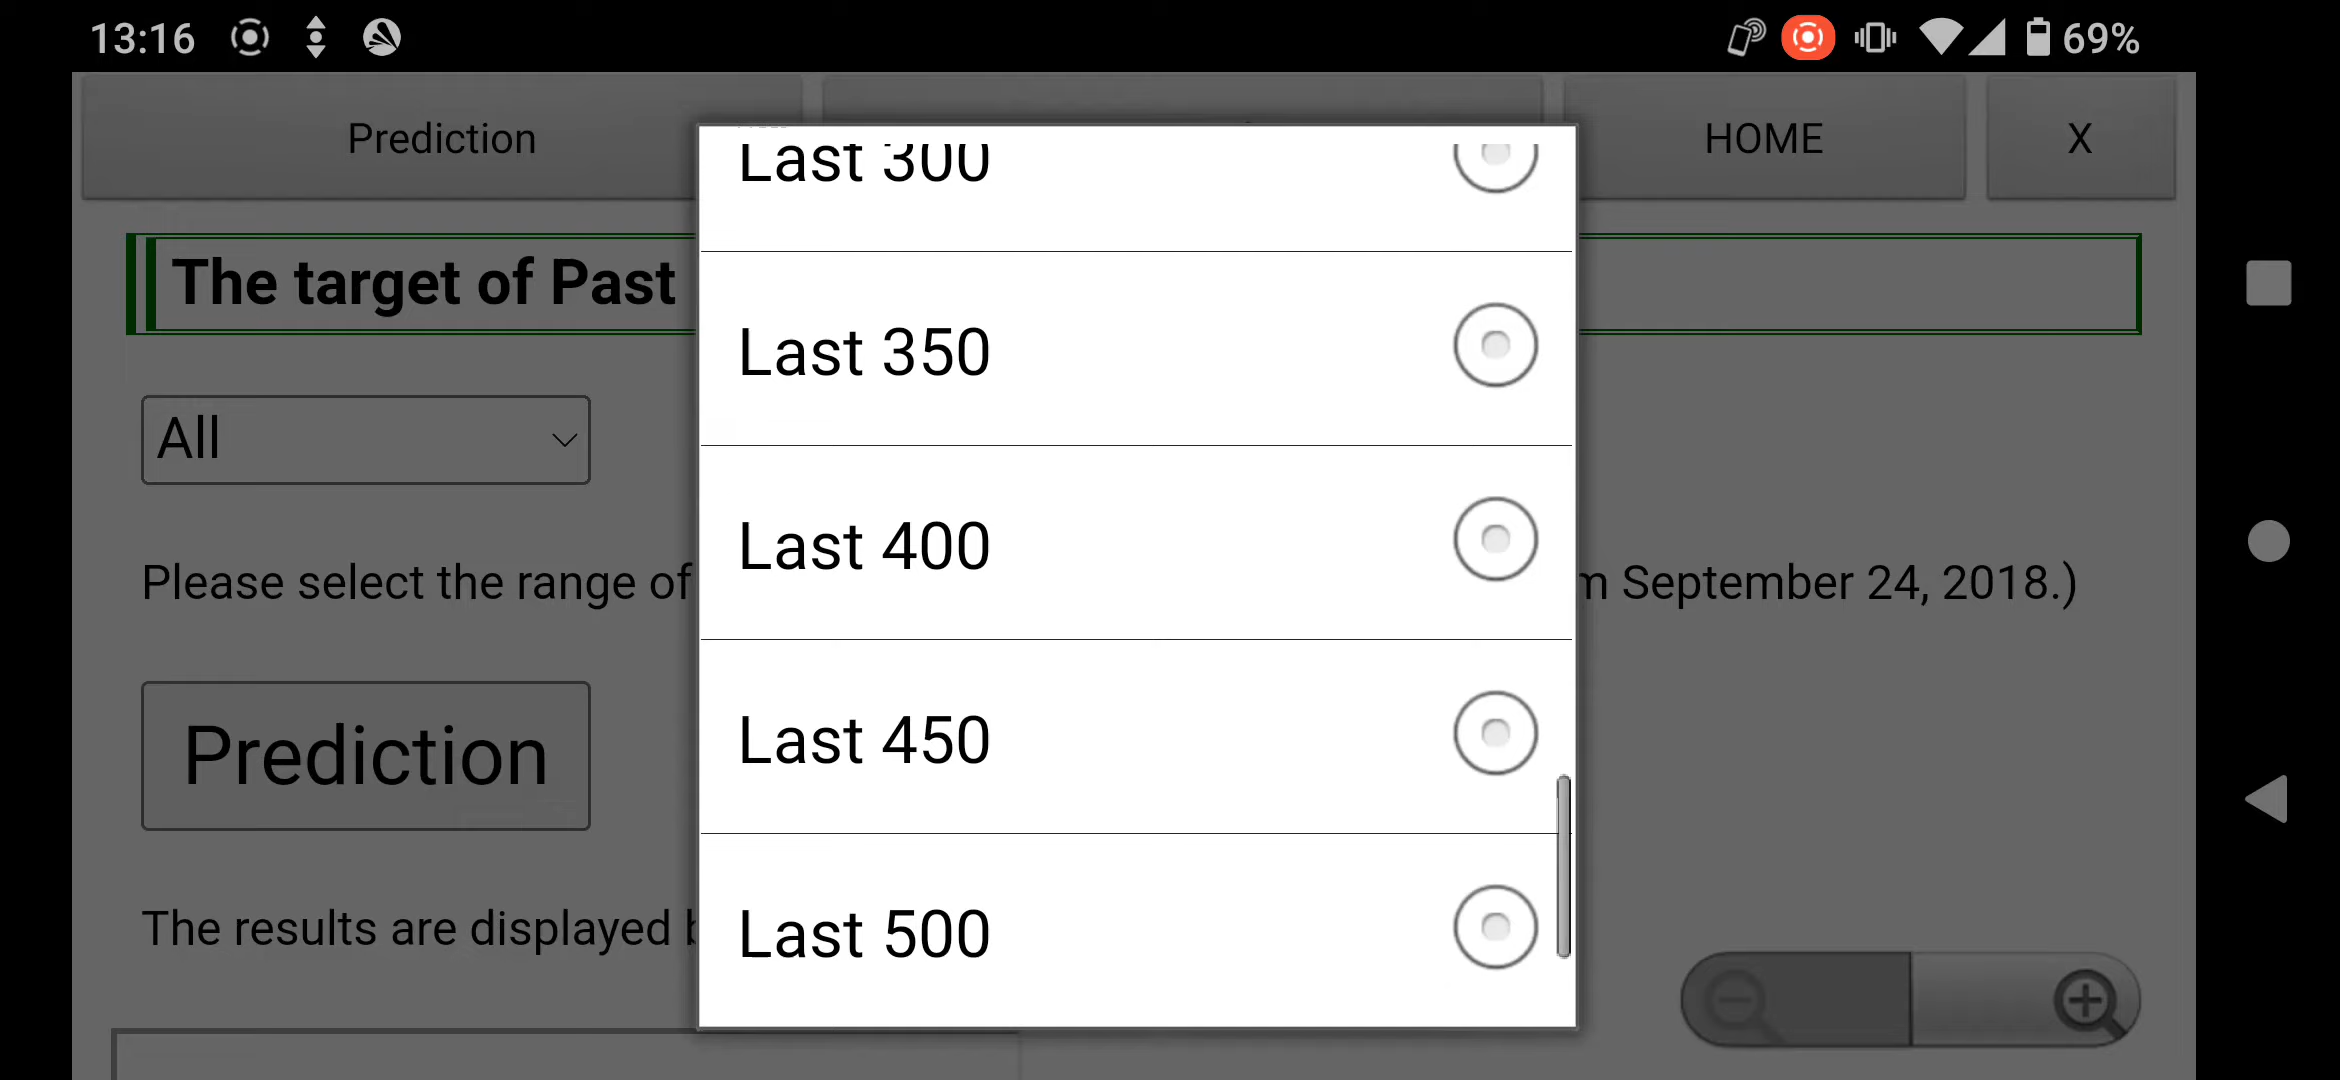 13:16
69%
Prediction
HOME
X
The target of Past
All
Please select the range of
m September 24, 2018.)
Prediction
The results are displayed
Last 300
Last 350
Last 400
Last 450
Last 500